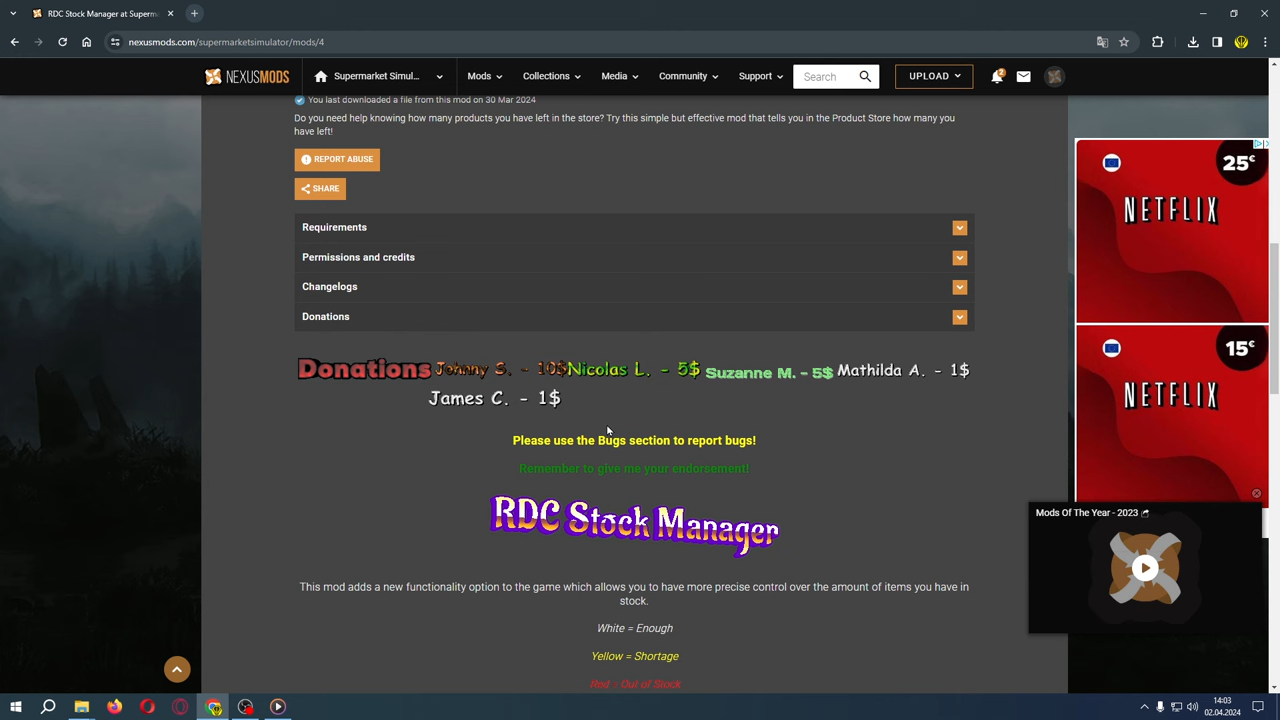 RDC Stock Manager at Superm
nexusmods.com/supermarketsimulator/mods/4
NEXUSMODS
Supermarket Simul...
Mods
Collections
Media
Community
Support
Search
UPLOAD
2
You last downloaded a file from this mod on 30 Mar 2024
Do you need help knowing how many products you have left in the store? Try this simple but effective mod that tells you in the Product Store how many you
have left!
REPORT ABUSE
SHARE
Requirements
Permissions and credits
Changelogs
Donations
Donations Johnny S. - 10$ Nicolas L. - 5$ Suzanne M. - 5$ Mathilda A. - 1$
James C. - 1$
Please use the Bugs section to report bugs!
Remember to give me your endorsement!
RDC Stock Manager
This mod adds a new functionality option to the game which allows you to have more precise control over the amount of items you have in
stock.
White = Enough
Yellow = Shortage
Red = Out of Stock
25€
NETFLIX
15€
NETFLIX
Mods Of The Year - 2023
14:03
02.04.2024